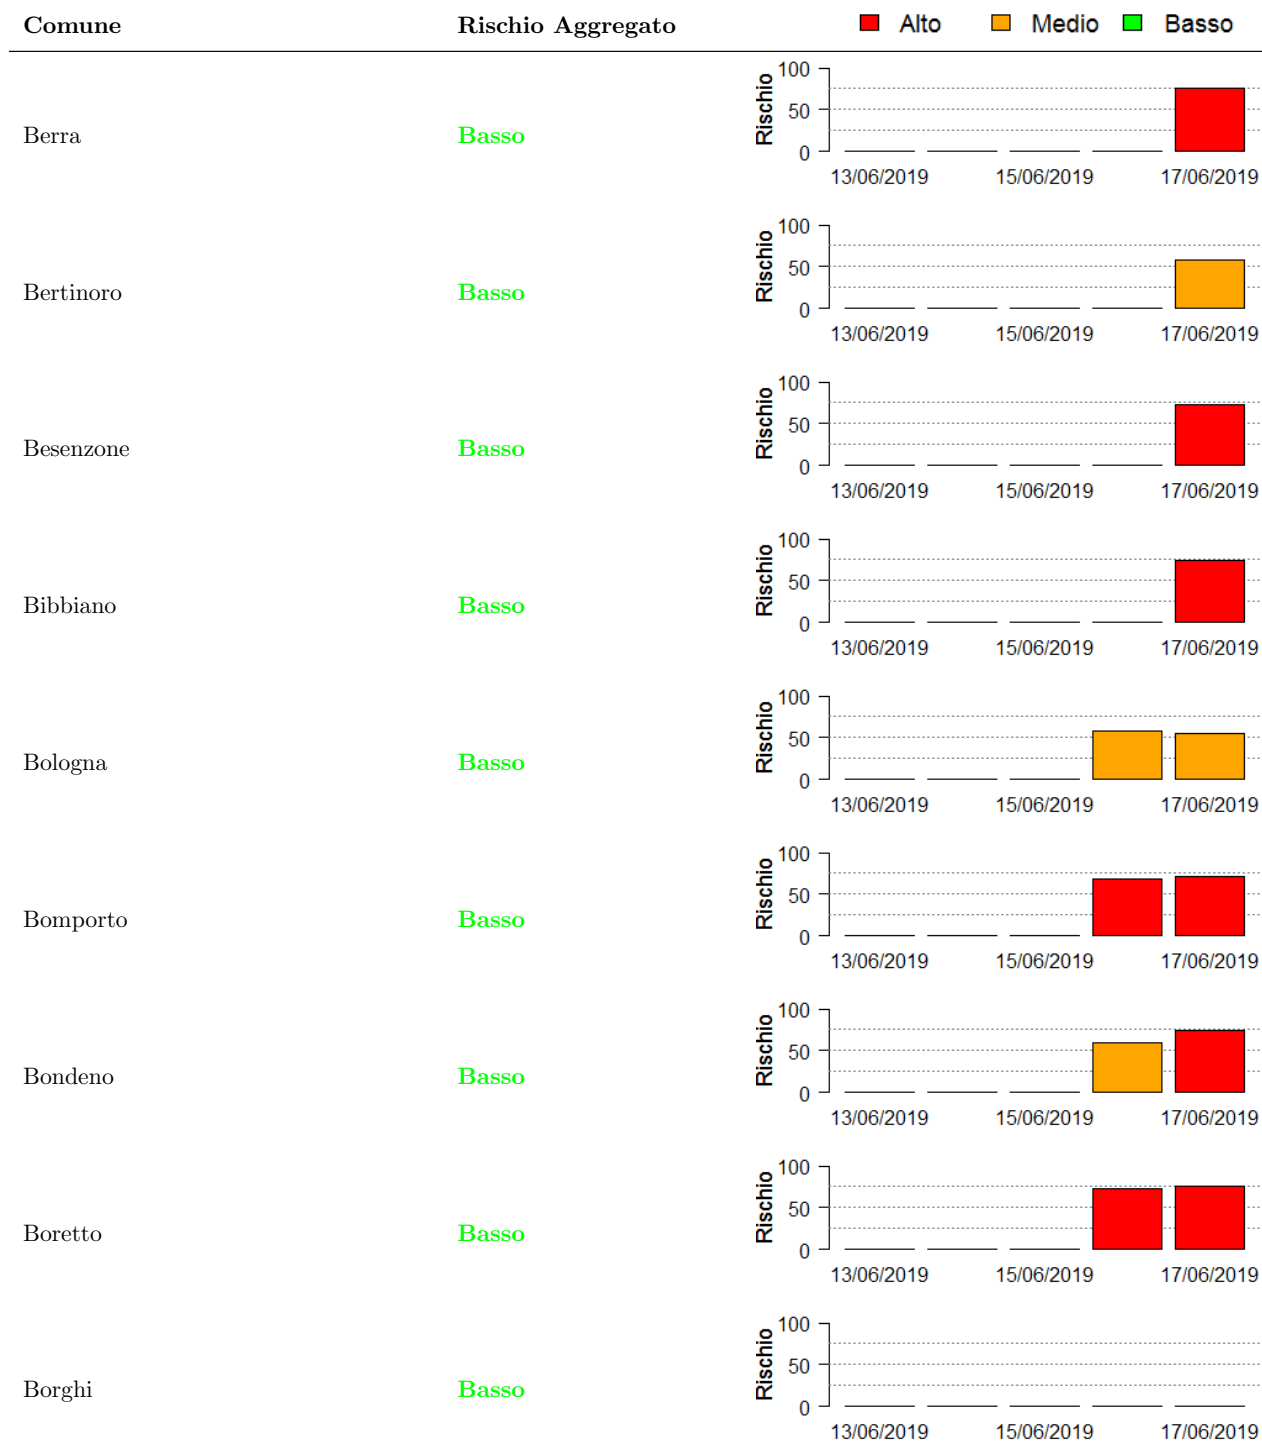 Comune Rischio Aggregato Alto Medio Basso
Berra Basso Rischio 100 50 0
13/06/2019 15/06/2019 17/06/2019
Bertinoro Basso Rischio 100 50 0
13/06/2019 15/06/2019 17/06/2019
Besenzone Basso Rischio 100 50 0
13/06/2019 15/06/2019 17/06/2019
Bibbiano Basso Rischio 100 50 0
13/06/2019 15/06/2019 17/06/2019
Bologna Basso Rischio 100 50 0
13/06/2019 15/06/2019 17/06/2019
Bomporto Basso Rischio 100 50 0
13/06/2019 15/06/2019 17/06/2019
Bondeno Basso Rischio 100 50 0
13/06/2019 15/06/2019 17/06/2019
Boretto Basso Rischio 100 50 0
13/06/2019 15/06/2019 17/06/2019
Borghi Basso Rischio 100 50 0
13/06/2019 15/06/2019 17/06/2019